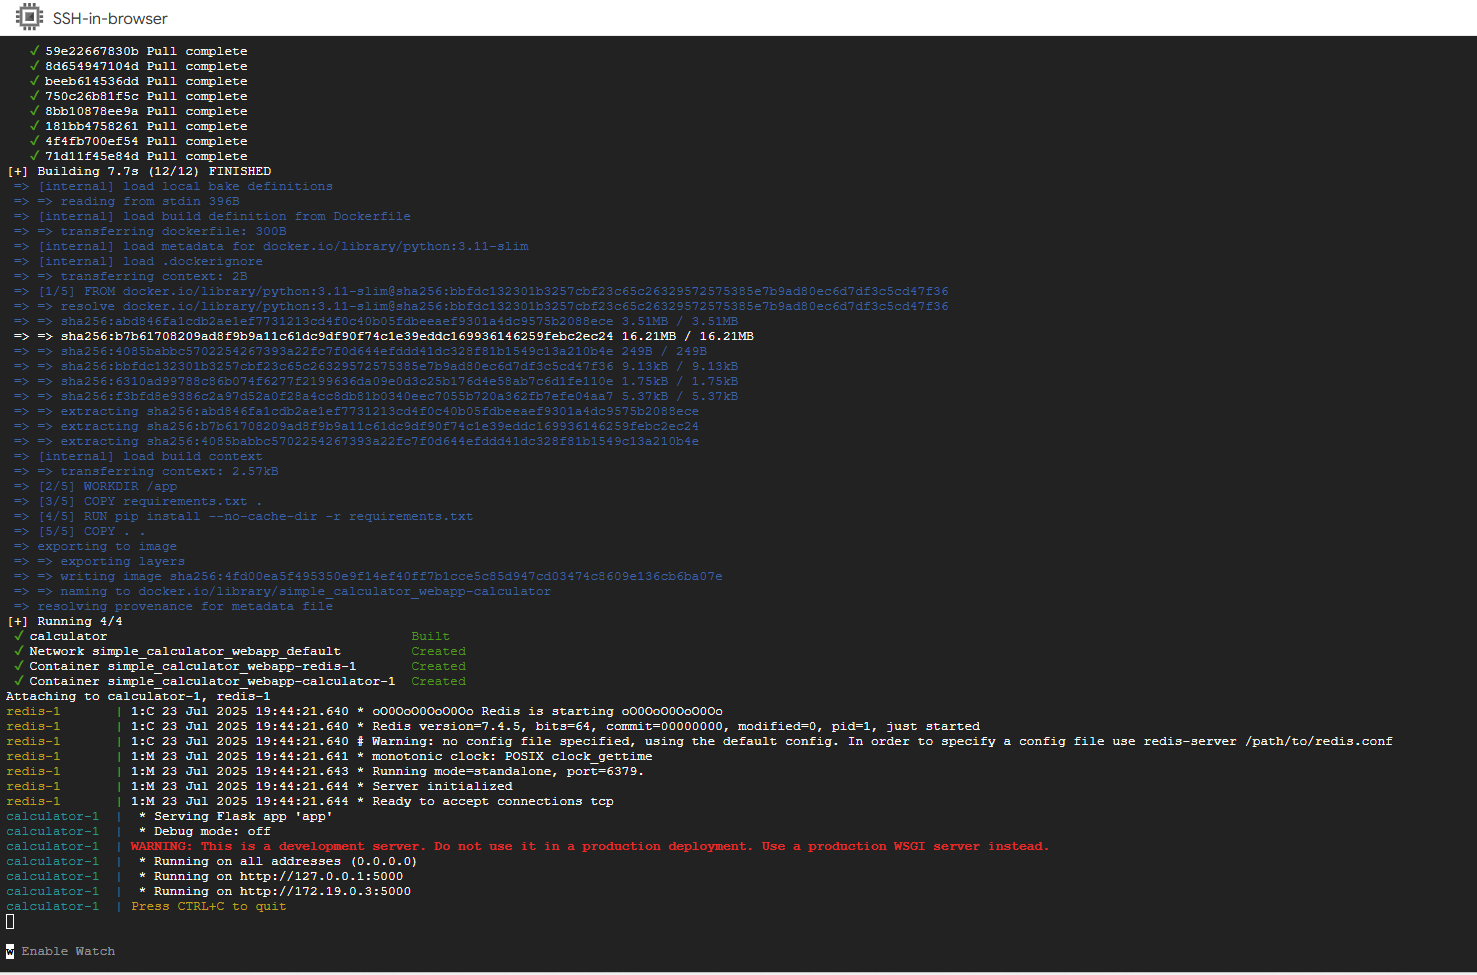 SSH-in-browser
✓ 59e22667830b Pull complete
✓ 8d654947104d Pull complete
✓ beeb614536dd Pull complete
✓ 750c26b81f5c Pull complete
✓ 8bb10878ee9a Pull complete
✓ 181bb4758261 Pull complete
✓ 4f4fb700ef54 Pull complete
✓ 71d11f45e84d Pull complete
[+] Building 7.7s (12/12) FINISHED
=> [internal] load local bake definitions
=> => reading from stdin 396B
=> [internal] load build definition from Dockerfile
=> => transferring dockerfile: 300B
=> [internal] load metadata for docker.io/library/python:3.11-slim
=> [internal] load .dockerignore
=> => transferring context: 2B
=> [1/5] FROM docker.io/library/python:3.11-slim@sha256:bbfdc132301b3257cbf23c65c26329572575385e7b9ad80ec6d7df3c5cd47f36
=> => resolve docker.io/library/python:3.11-slim@sha256:bbfdc132301b3257cbf23c65c26329572575385e7b9ad80ec6d7df3c5cd47f36
=> => sha256:abd846fa1cdb2ae1ef7731213cd4f0c40b05fdbeeaef9301a4dc9575b2088ece 3.51MB / 3.51MB
=> => sha256:b7b61708209ad8f9b9a11c61dc9df90f74c1e39eddc169936146259febc2ec24 16.21MB / 16.21MB
=> => sha256:4085babbc5702254267393a22fc7f0d644efddd41dc328f81b1549c13a210b4e 249B / 249B
=> => sha256:bbfdc132301b3257cbf23c65c26329572575385e7b9ad80ec6d7df3c5cd47f36 9.13kB / 9.13kB
=> => sha256:6310ad99788c86b074f6277f2199636da09e0d3c25b176d4e58ab7c6d1fe110e 1.75kB / 1.75kB
=> => sha256:f3bfd8e9386c2a97d52a0f28a4cc8db81b0340eec7055b720a362fb7efe04aa7 5.37kB / 5.37kB
=> => extracting sha256:abd846fa1cdb2ae1ef7731213cd4f0c40b05fdbeeaef9301a4dc9575b2088ece
=> => extracting sha256:b7b61708209ad8f9b9a11c61dc9df90f74c1e39eddc169936146259febc2ec24
=> => extracting sha256:4085babbc5702254267393a22fc7f0d644efddd41dc328f81b1549c13a210b4e
=> [internal] load build context
=> => transferring context: 2.57kB
=> [2/5] WORKDIR /app
=> [3/5] COPY requirements.txt .
=> [4/5] RUN pip install --no-cache-dir -r requirements.txt
=> [5/5] COPY . .
=> exporting to image
=> => exporting layers
=> => writing image sha256:4fd00ea5f495350e9f14ef40ff7b1cce5c85d947cd03474c8609e136cb6ba07e
=> => naming to docker.io/library/simple_calculator_webapp-calculator
=> resolving provenance for metadata file
[+] Running 4/4
✓ calculator Built
✓ Network simple_calculator_webapp_default Created
✓ Container simple_calculator_webapp-redis-1 Created
✓ Container simple_calculator_webapp-calculator-1 Created
Attaching to calculator-1, redis-1
redis-1 | 1:C 23 Jul 2025 19:44:21.640 * oO0OoO0OoO0Oo Redis is starting oO0OoO0OoO0Oo
redis-1 | 1:C 23 Jul 2025 19:44:21.640 * Redis version=7.4.5, bits=64, commit=00000000, modified=0, pid=1, just started
redis-1 | 1:C 23 Jul 2025 19:44:21.640 # Warning: no config file specified, using the default config. In order to specify a config file use redis-server /path/to/redis.conf
redis-1 | 1:M 23 Jul 2025 19:44:21.641 * monotonic clock: POSIX clock_gettime
redis-1 | 1:M 23 Jul 2025 19:44:21.643 * Running mode=standalone, port=6379.
redis-1 | 1:M 23 Jul 2025 19:44:21.644 * Server initialized
redis-1 | 1:M 23 Jul 2025 19:44:21.644 * Ready to accept connections tcp
calculator-1 | * Serving Flask app 'app'
calculator-1 | * Debug mode: off
calculator-1 | WARNING: This is a development server. Do not use it in a production deployment. Use a production WSGI server instead.
calculator-1 | * Running on all addresses (0.0.0.0)
calculator-1 | * Running on http://127.0.0.1:5000
calculator-1 | * Running on http://172.19.0.3:5000
calculator-1 | Press CTRL+C to quit
w Enable Watch